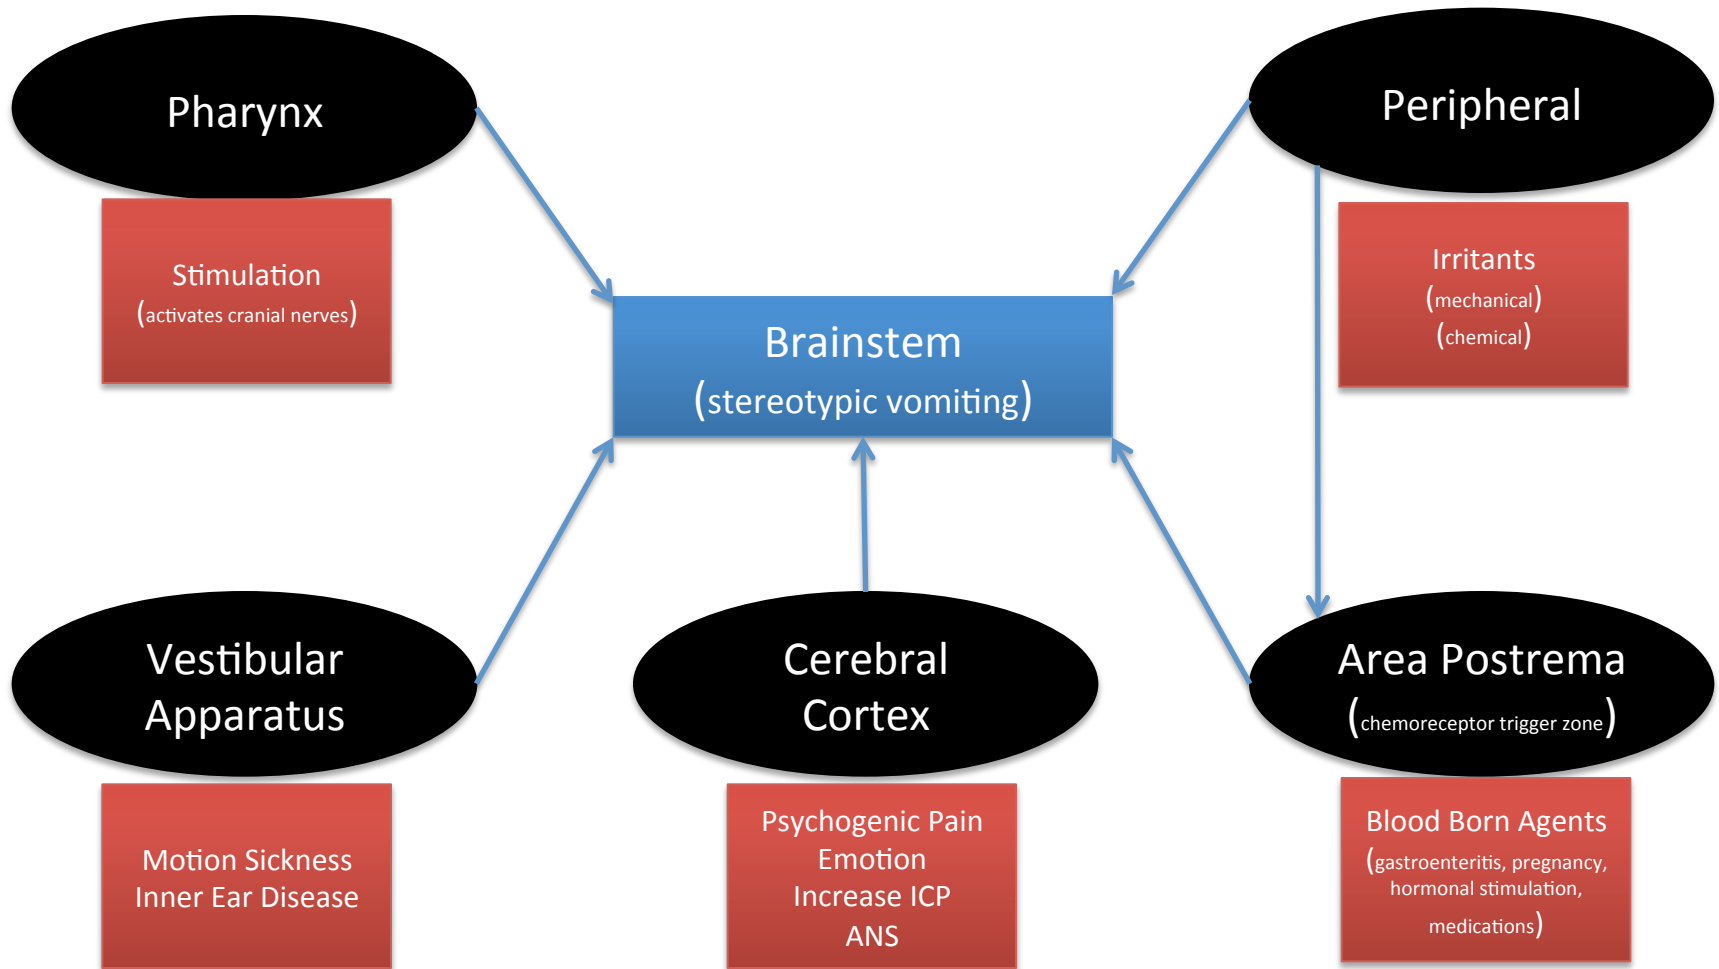 Pharynx
Stimulation
(activates cranial nerves)
Peripheral
Irritants
(mechanical)
(chemical)
Brainstem
(stereotypic vomiting)
Vestibular
Apparatus
Motion Sickness
Inner Ear Disease
Cerebral
Cortex
Psychogenic Pain
Emotion
Increase ICP
ANS
Area Postrema
(chemoreceptor trigger zone)
Blood Born Agents
(gastroenteritis, pregnancy,
hormonal stimulation,
medications)